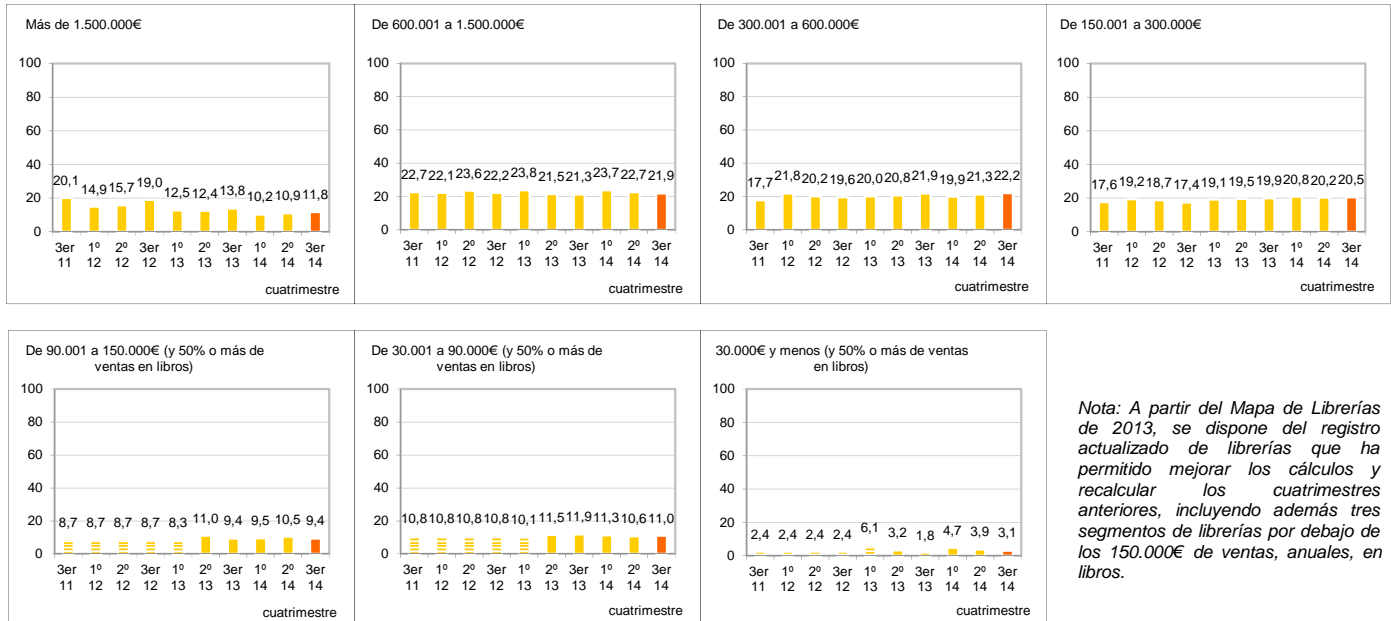 Más de 1.500.000€
100
80
60
40
20
0
20,1 14,9 15,7 19,0 12,5 12,4 13,8 10,2 10,9 11,8
3er 1º 2º 3er 1º 2º 3er 1º 2º 3er
11 12 12 12 13 13 13 14 14 14
cuatrimestre
De 600.001 a 1.500.000€
100
80
60
40
20
0
22,7 22,1 23,6 22,2 23,8 21,5 21,3 23,7 22,7 21,9
3er 1º 2º 3er 1º 2º 3er 1º 2º 3er
11 12 12 12 13 13 13 14 14 14
cuatrimestre
De 300.001 a 600.000€
100
80
60
40
20
0
17,7 21,8 20,2 19,6 20,0 20,8 21,9 19,9 21,3 22,2
3er 1º 2º 3er 1º 2º 3er 1º 2º 3er
11 12 12 12 13 13 13 14 14 14
cuatrimestre
De 150.001 a 300.000€
100
80
60
40
20
0
17,6 19,2 18,7 17,4 19,1 19,5 19,9 20,8 20,2 20,5
3er 1º 2º 3er 1º 2º 3er 1º 2º 3er
11 12 12 12 13 13 13 14 14 14
cuatrimestre
De 90.001 a 150.000€ (y 50% o más de
ventas en libros)
100
80
60
40
20
0
8,7 8,7 8,7 8,7 8,3 11,0 9,4 9,5 10,5 9,4
3er 1º 2º 3er 1º 2º 3er 1º 2º 3er
11 12 12 12 13 13 13 14 14 14
cuatrimestre
De 30.001 a 90.000€ (y 50% o más de
ventas en libros)
100
80
60
40
20
0
10,8 10,8 10,8 10,8 10,1 11,5 11,9 11,3 10,6 11,0
3er 1º 2º 3er 1º 2º 3er 1º 2º 3er
11 12 12 12 13 13 13 14 14 14
cuatrimestre
30.000€ y menos (y 50% o más de ventas
en libros)
100
80
60
40
20
0
2,4 2,4 2,4 2,4 6,1 3,2 1,8 4,7 3,9 3,1
3er 1º 2º 3er 1º 2º 3er 1º 2º 3er
11 12 12 12 13 13 13 14 14 14
cuatrimestre
Nota: A partir del Mapa de Librerías
de 2013, se dispone del registro
actualizado de librerías que ha
permitido mejorar los cálculos y
recalcular los cuatrimestres
anteriores, incluyendo además tres
segmentos de librerías por debajo de
los 150.000€ de ventas, anuales, en
libros.